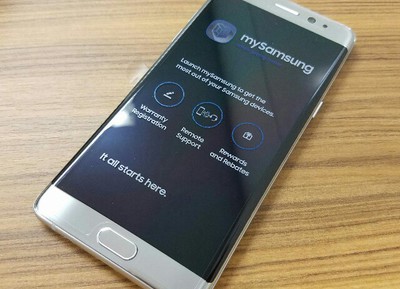 mySamsung
Launch mySamsung to get the
most out of your Samsung devices.
Warranty
Registration
Remote
Support
Rewards
and Rebates
It all starts here.